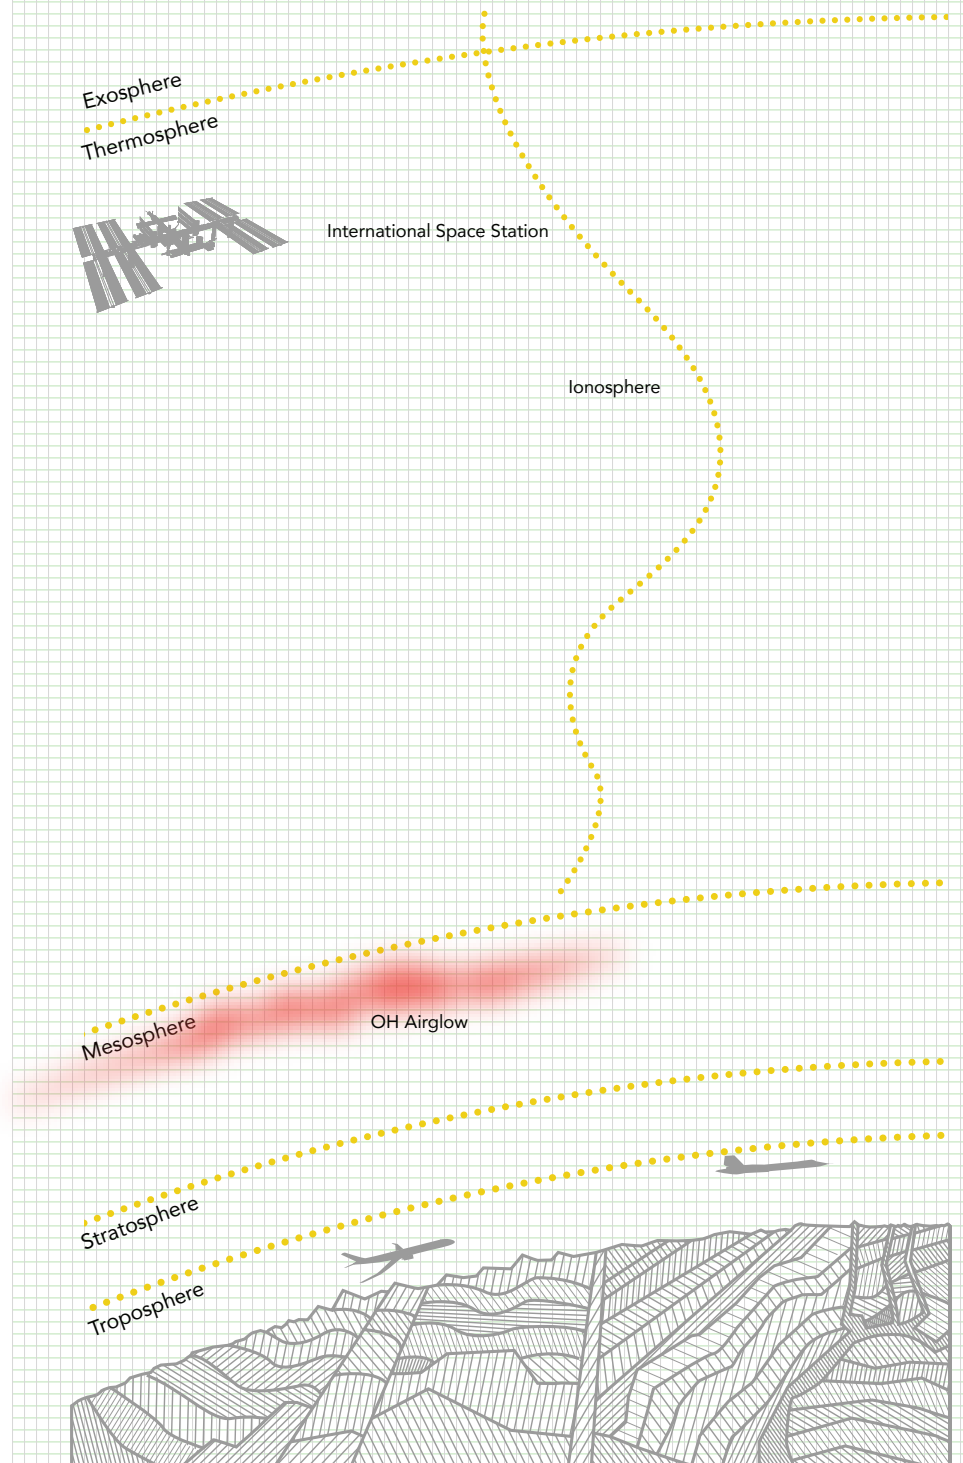 Exosphere
Thermosphere
International Space Station
Ionosphere
Mesosphere
OH Airglow
Stratosphere
Troposphere